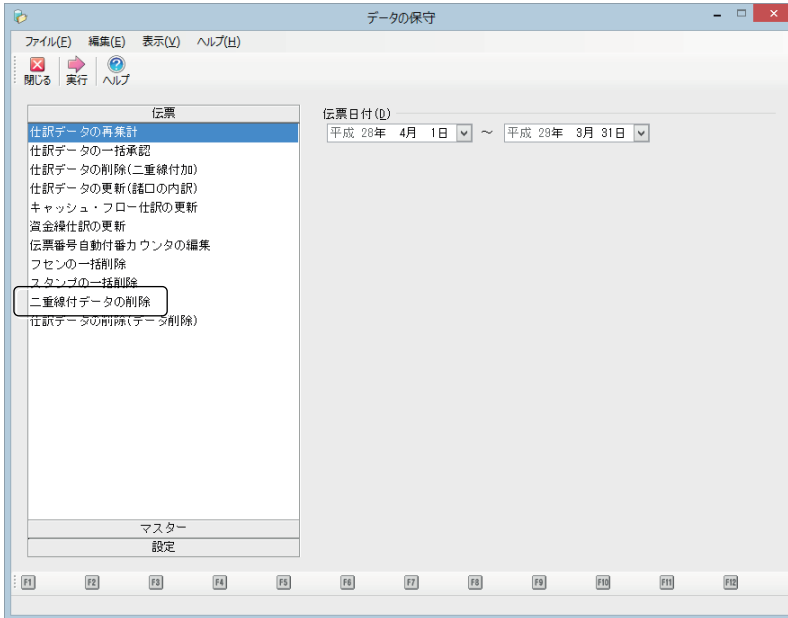 データの保守
ファイル(F) 編集(E) 表示(V) ヘルプ(H)
閉じる 実行 ヘルプ
伝票
伝票日付(D)
平成 28年 4月 1日 ～ 平成 29年 3月 31日
仕訳データの再集計
仕訳データの一括承認
仕訳データの削除(二重線付加)
仕訳データの更新(諸口の内訳)
キャッシュ・フロー仕訳の更新
資金繰仕訳の更新
伝票番号自動付番カウンタの編集
フセンの一括削除
スタンプの一括削除
二重線付データの削除
仕訳データの削除(データ削除)
マスター
設定
F1 F2 F3 F4 F5 F6 F7 F8 F9 F10 F11 F12